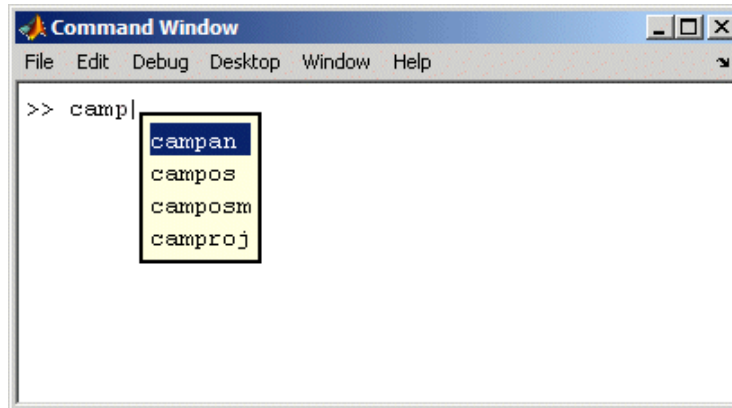 Command Window
File Edit Debug Desktop Window Help
>> camp
campan
campos
camposm
camproj